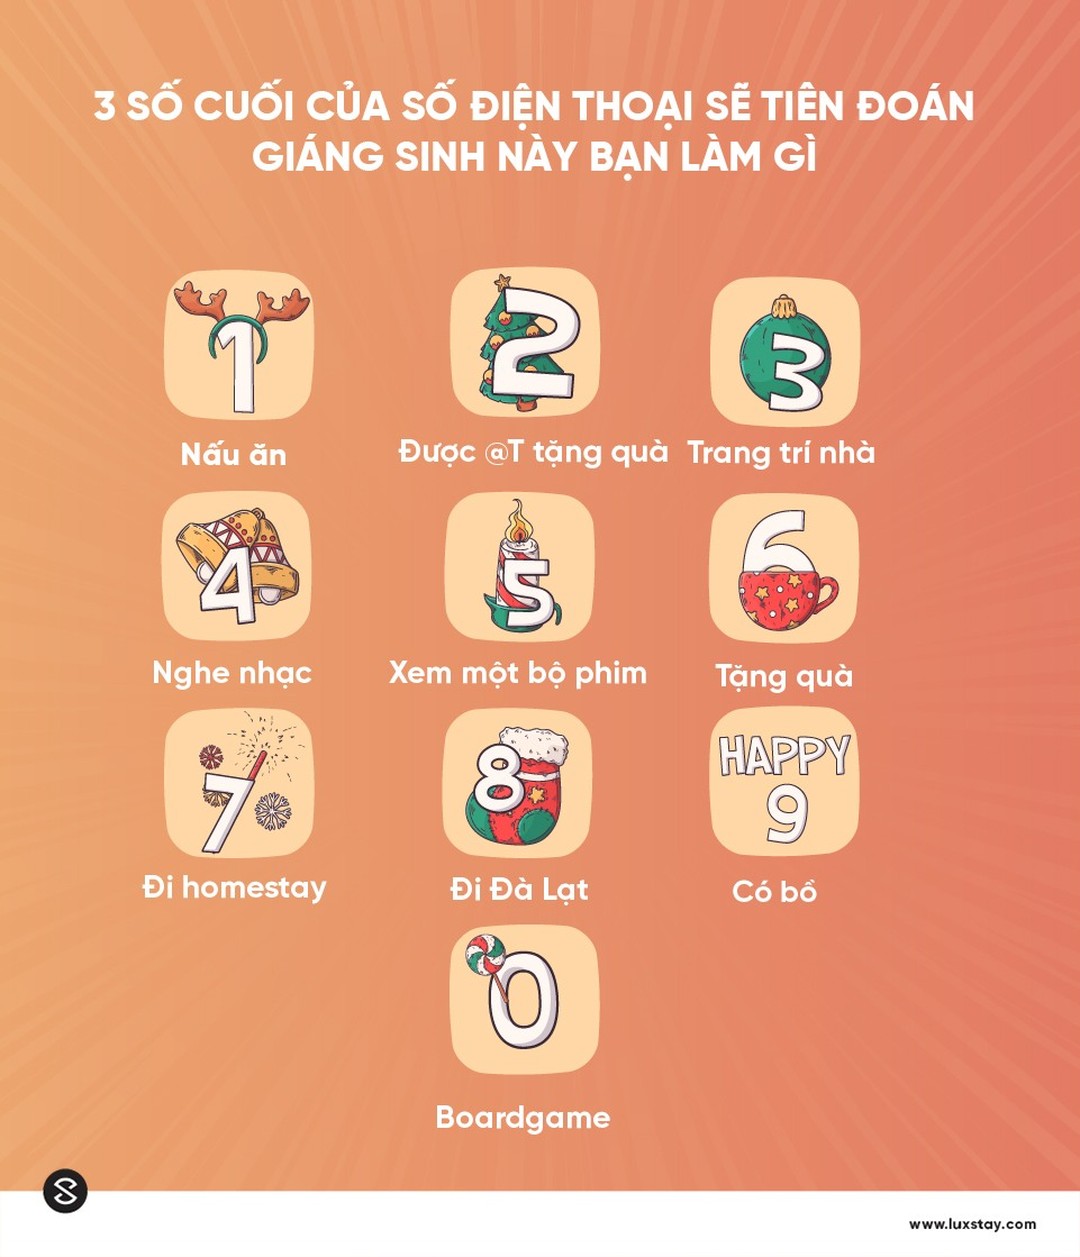 3 SỐ CUỐI CỦA SỐ ĐIỆN THOẠI SẼ TIÊN ĐOÁN
GIÁNG SINH NÀY BẠN LÀM GÌ
1
2
3
Nấu ăn
Được @T tặng quà
Trang trí nhà
4
5
6
Nghe nhạc
Xem một bộ phim
Tặng quà
7
8
HAPPY
9
Đi homestay
Đi Đà Lạt
Có bồ
0
Boardgame
www.luxstay.com